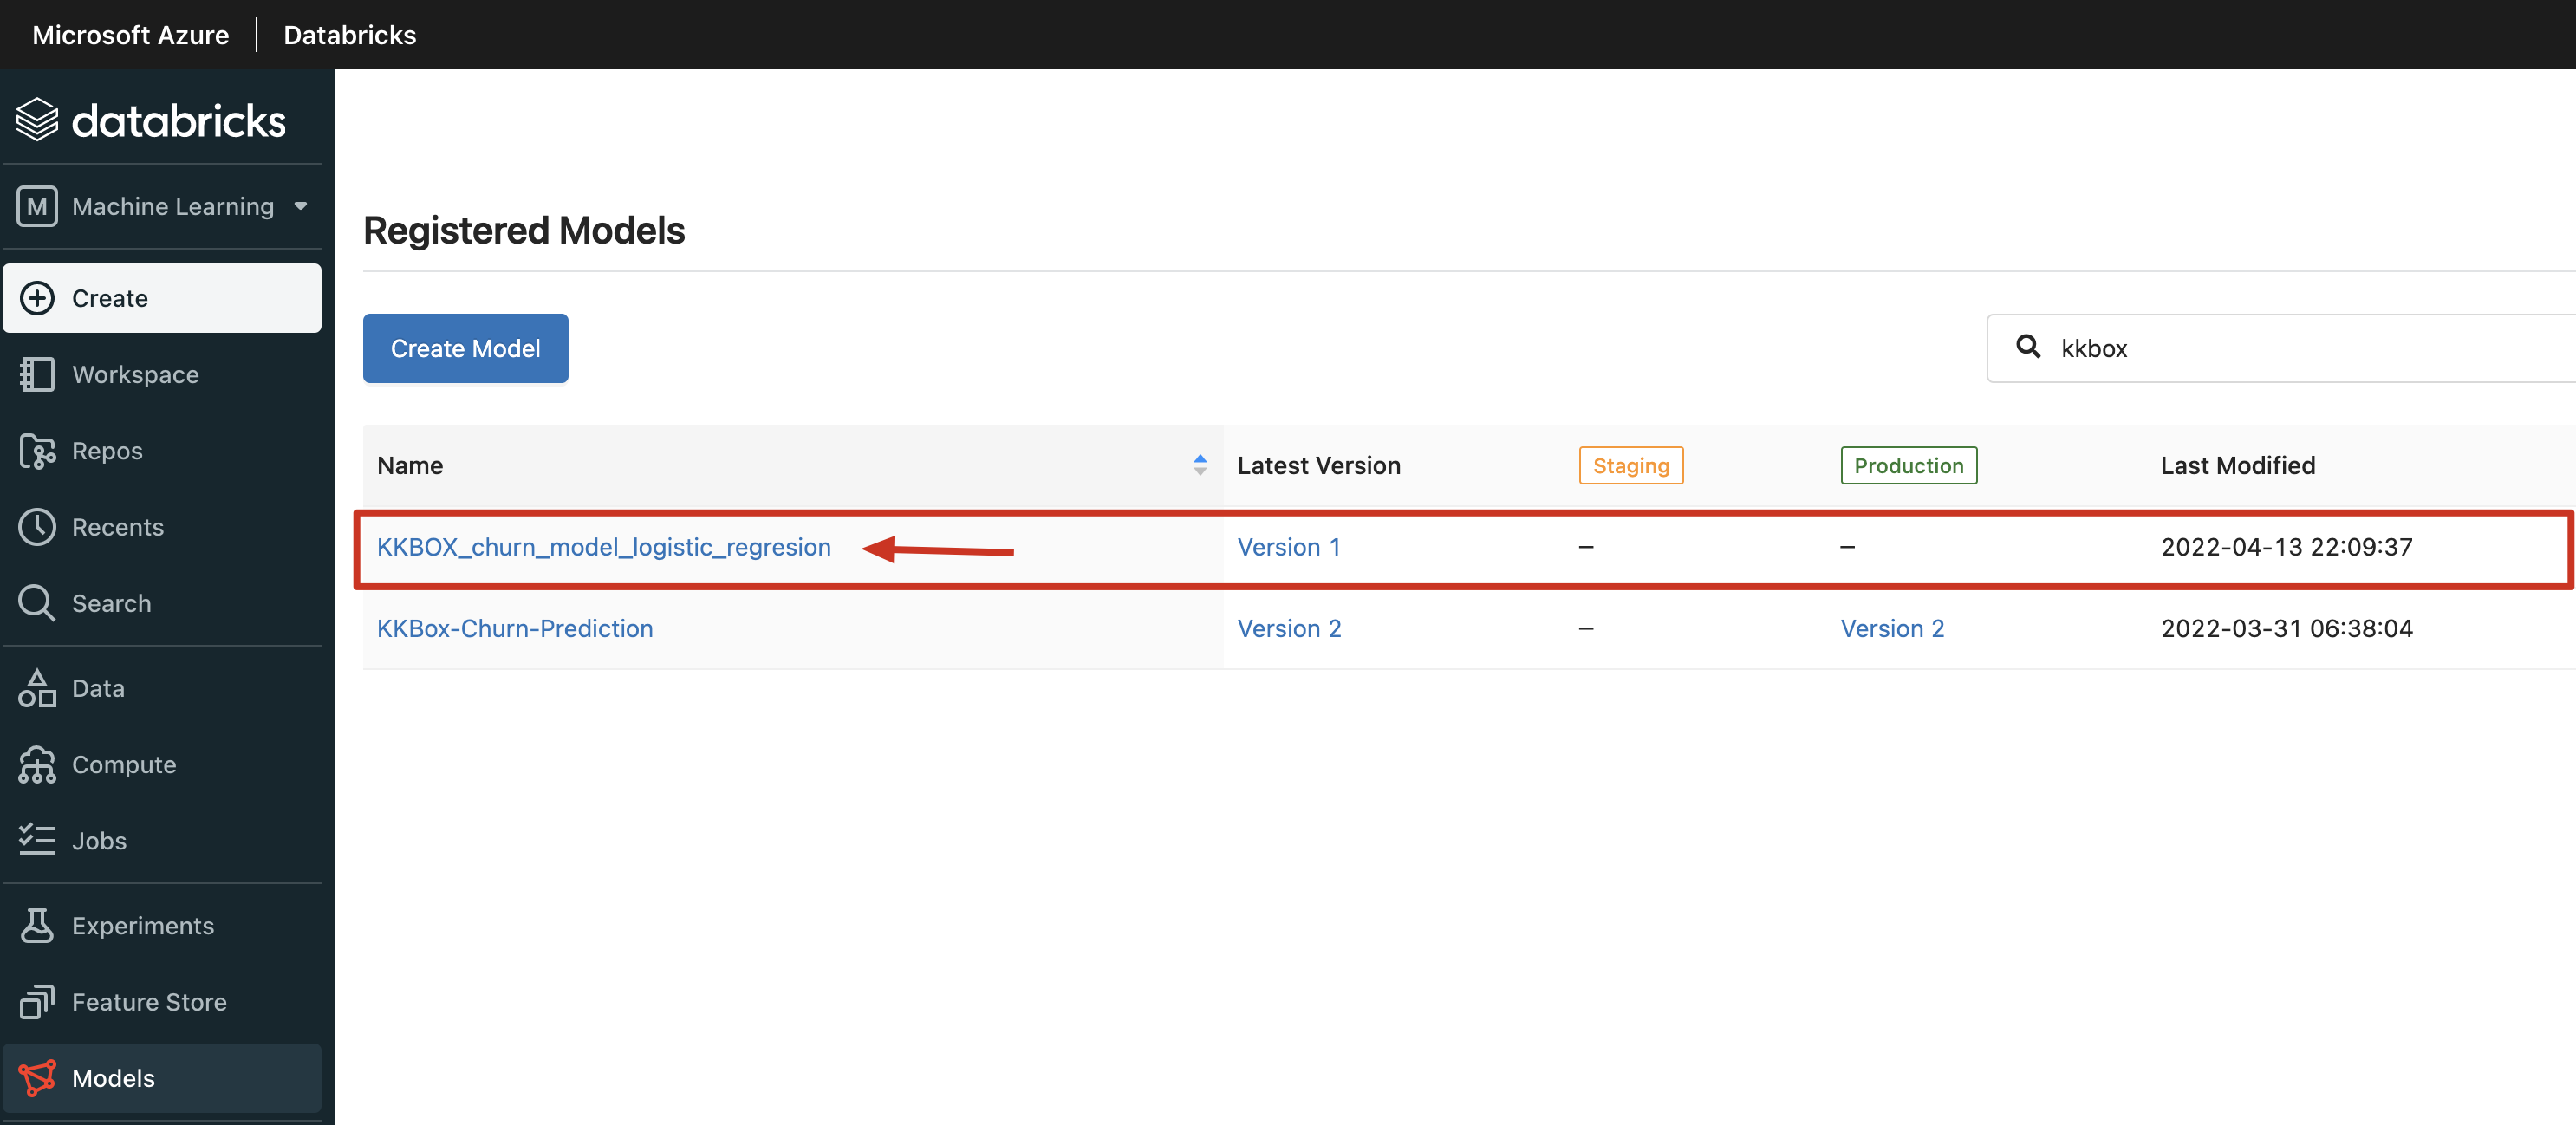 Microsoft Azure | Databricks
databricks
M Machine Learning
Create
Workspace
Repos
Recents
Search
Data
Compute
Jobs
Experiments
Feature Store
Models
Registered Models
Create Model
kkbox
Name Latest Version Staging Production Last Modified
KKBOX_churn_model_logistic_regresion Version 1 – – 2022-04-13 22:09:37
KKBox-Churn-Prediction Version 2 – Version 2 2022-03-31 06:38:04